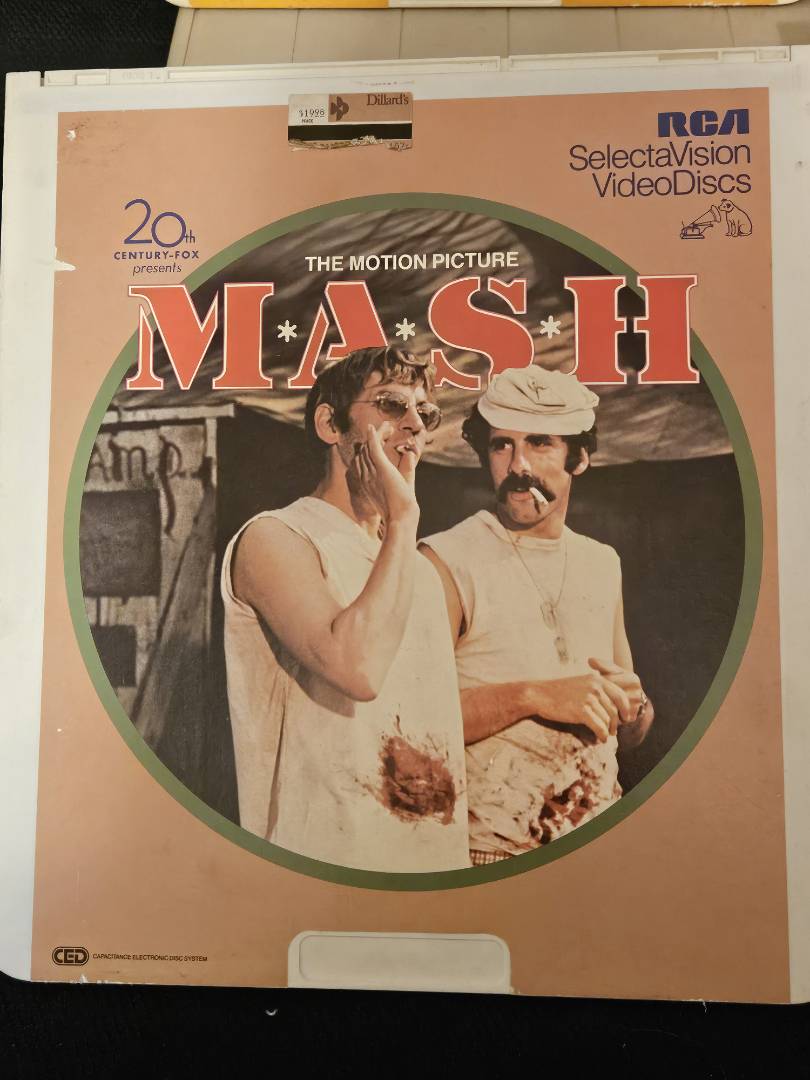 Dillard's
$19.98
RCA
SelectaVision
VideoDiscs
20th
CENTURY-FOX
presents
THE MOTION PICTURE
M*A*S*H
CED
CAPACITANCE ELECTRONIC DISC SYSTEM